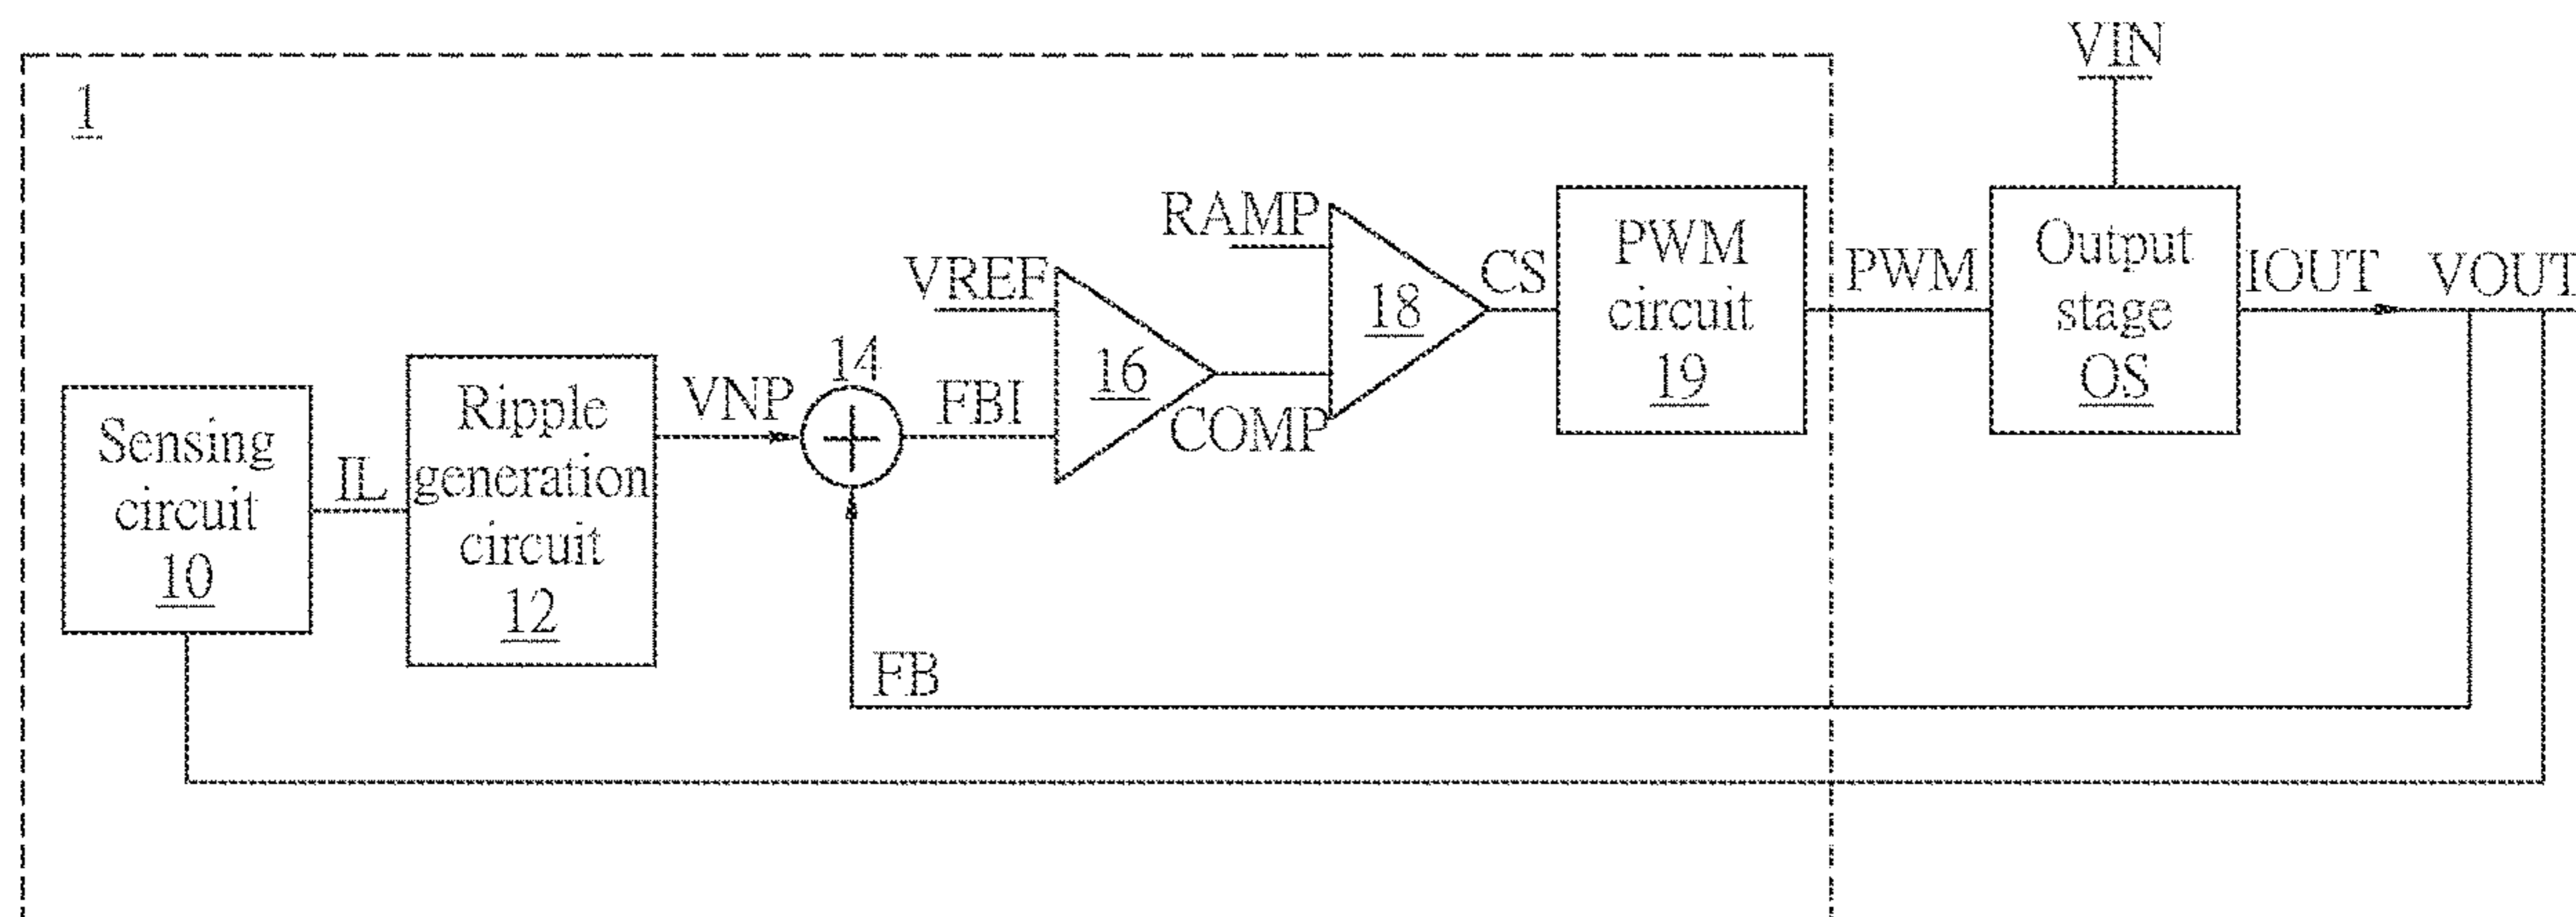 VIN
1
RAMP
VREF
14
16
18
COMP
CS
PWM
circuit
19
PWM
Output
stage
OS
IOUT
VOUT
Sensing
circuit
10
IL
Ripple
generation
circuit
12
VNP
FBI
FB